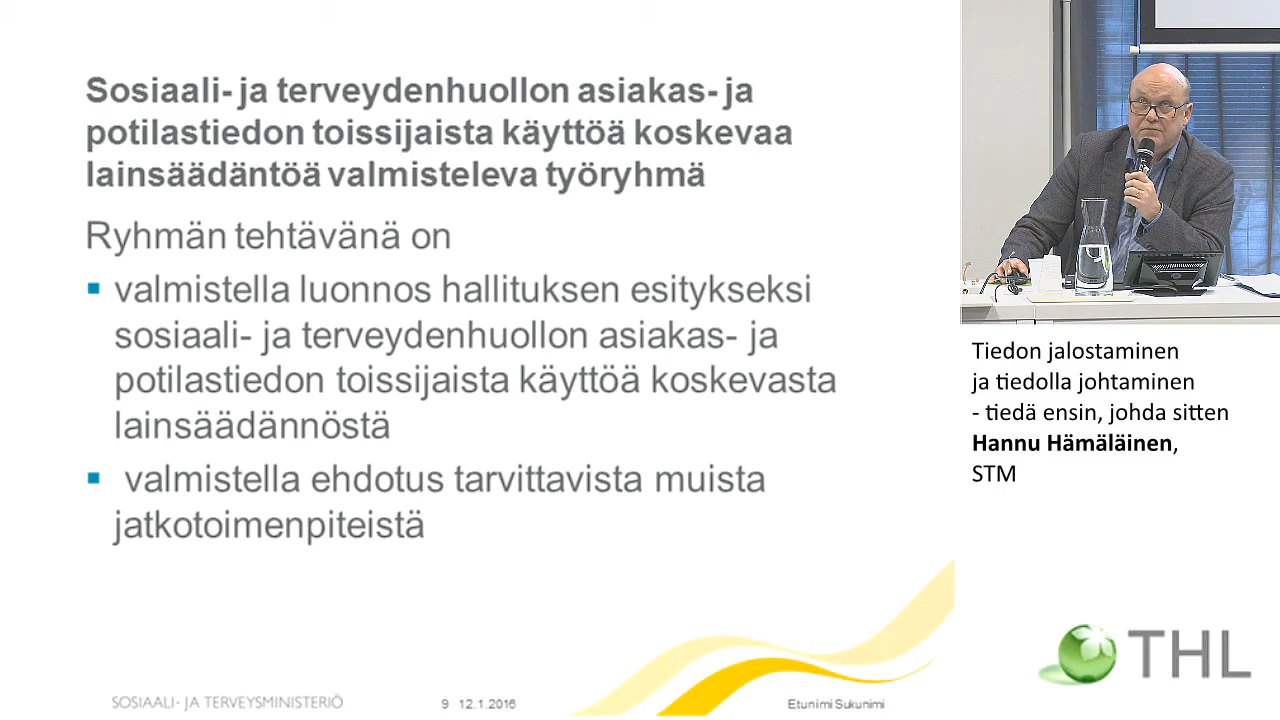 Sosiaali- ja terveydenhuollon asiakas- ja
potilastiedon toissijaista käyttöä koskevaa
lainsäädäntöä valmisteleva työryhmä
Ryhmän tehtävänä on
valmistella luonnos hallituksen esitykseksi
sosiaali- ja terveydenhuollon asiakas- ja
potilastiedon toissijaista käyttöä koskevasta
lainsäädännöstä
valmistella ehdotus tarvittavista muista
jatkotoimenpiteistä
SOSIAALI- JA TERVEYSMINISTERIÖ
9 12.1.2016
Etunimi Sukunimi
Tiedon jalostaminen
ja tiedolla johtaminen
- tiedä ensin, johda sitten
Hannu Hämäläinen,
STM
THL